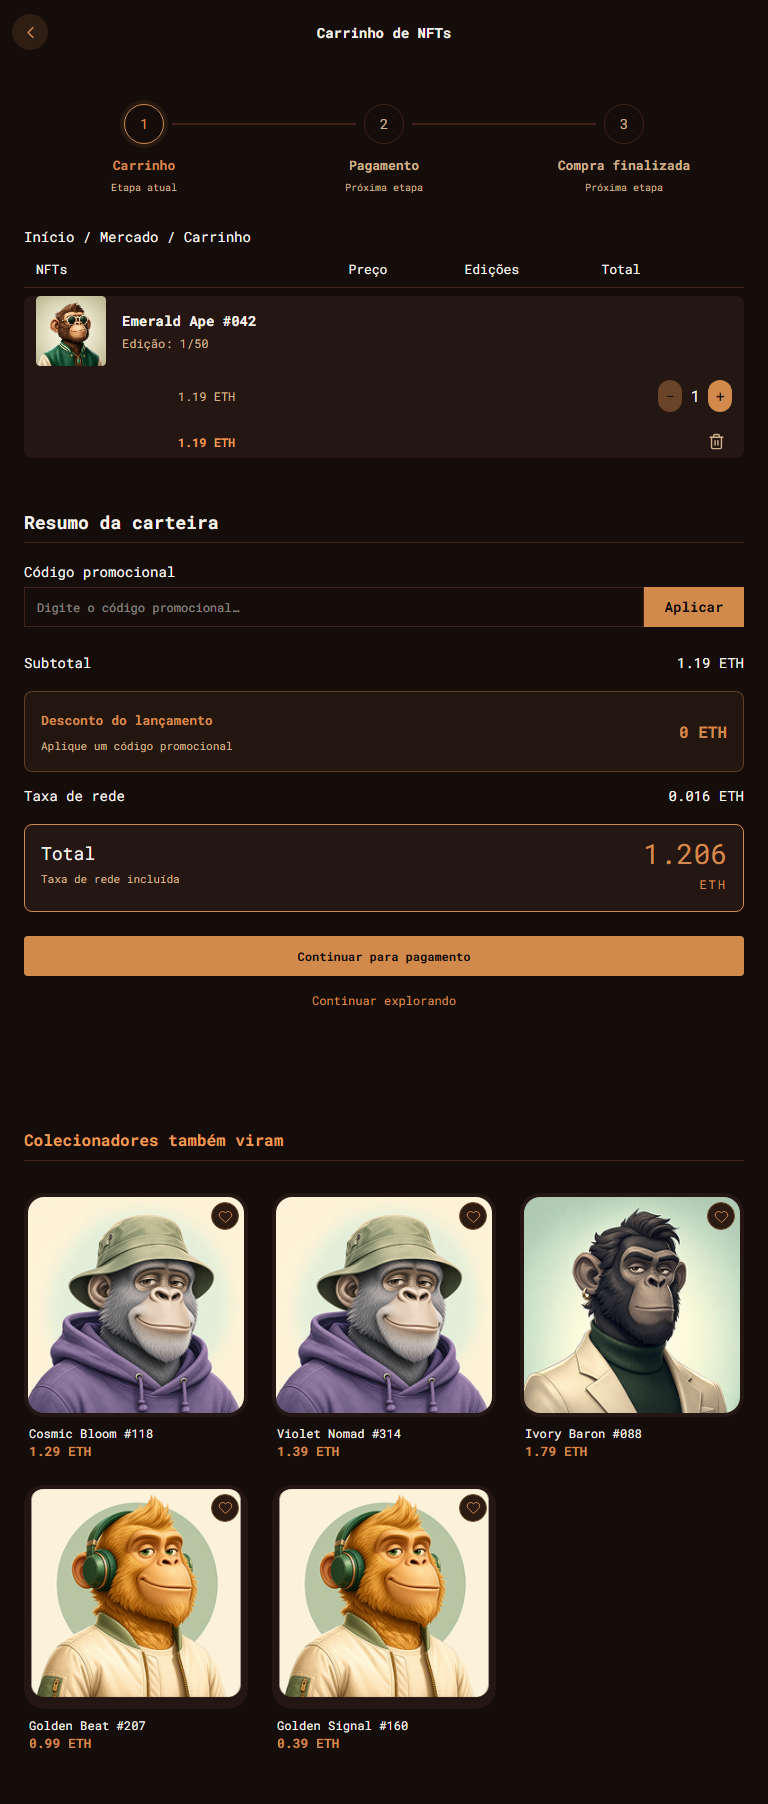 Carrinho de NFTs
1
2
3
Carrinho
Pagamento
Compra finalizada
Etapa atual
Próxima etapa
Próxima etapa
Início / Mercado / Carrinho
NFTs Preço Edições Total
Emerald Ape #042
Edição: 1/50
1.19 ETH
− 1 +
1.19 ETH
Resumo da carteira
Código promocional
Digite o código promocional…
Aplicar
Subtotal 1.19 ETH
Desconto do lançamento
Aplique um código promocional
0 ETH
Taxa de rede 0.016 ETH
Total
Taxa de rede incluída
1.206
ETH
Continuar para pagamento
Continuar explorando
Colecionadores também viram
Cosmic Bloom #118
1.29 ETH
Violet Nomad #314
1.39 ETH
Ivory Baron #088
1.79 ETH
Golden Beat #207
0.99 ETH
Golden Signal #160
0.39 ETH